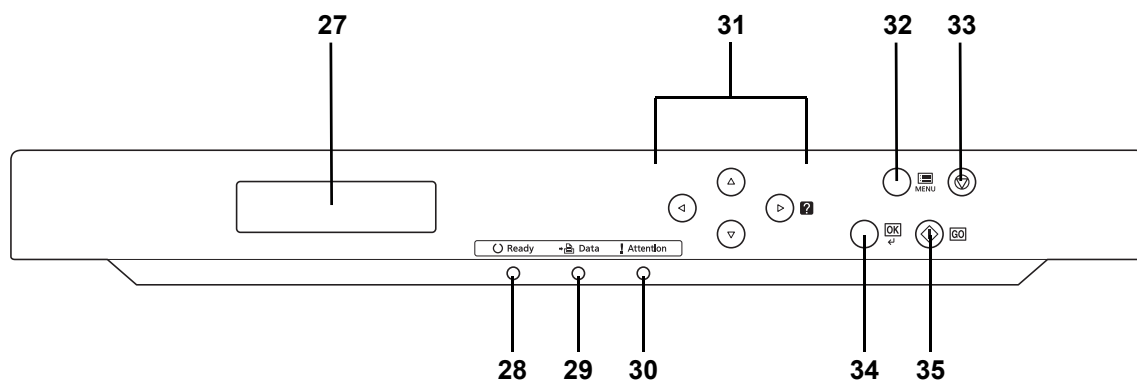 27 31 32 33
MENU
?
OK GO
Ready Data ! Attention
28 29 30 34 35